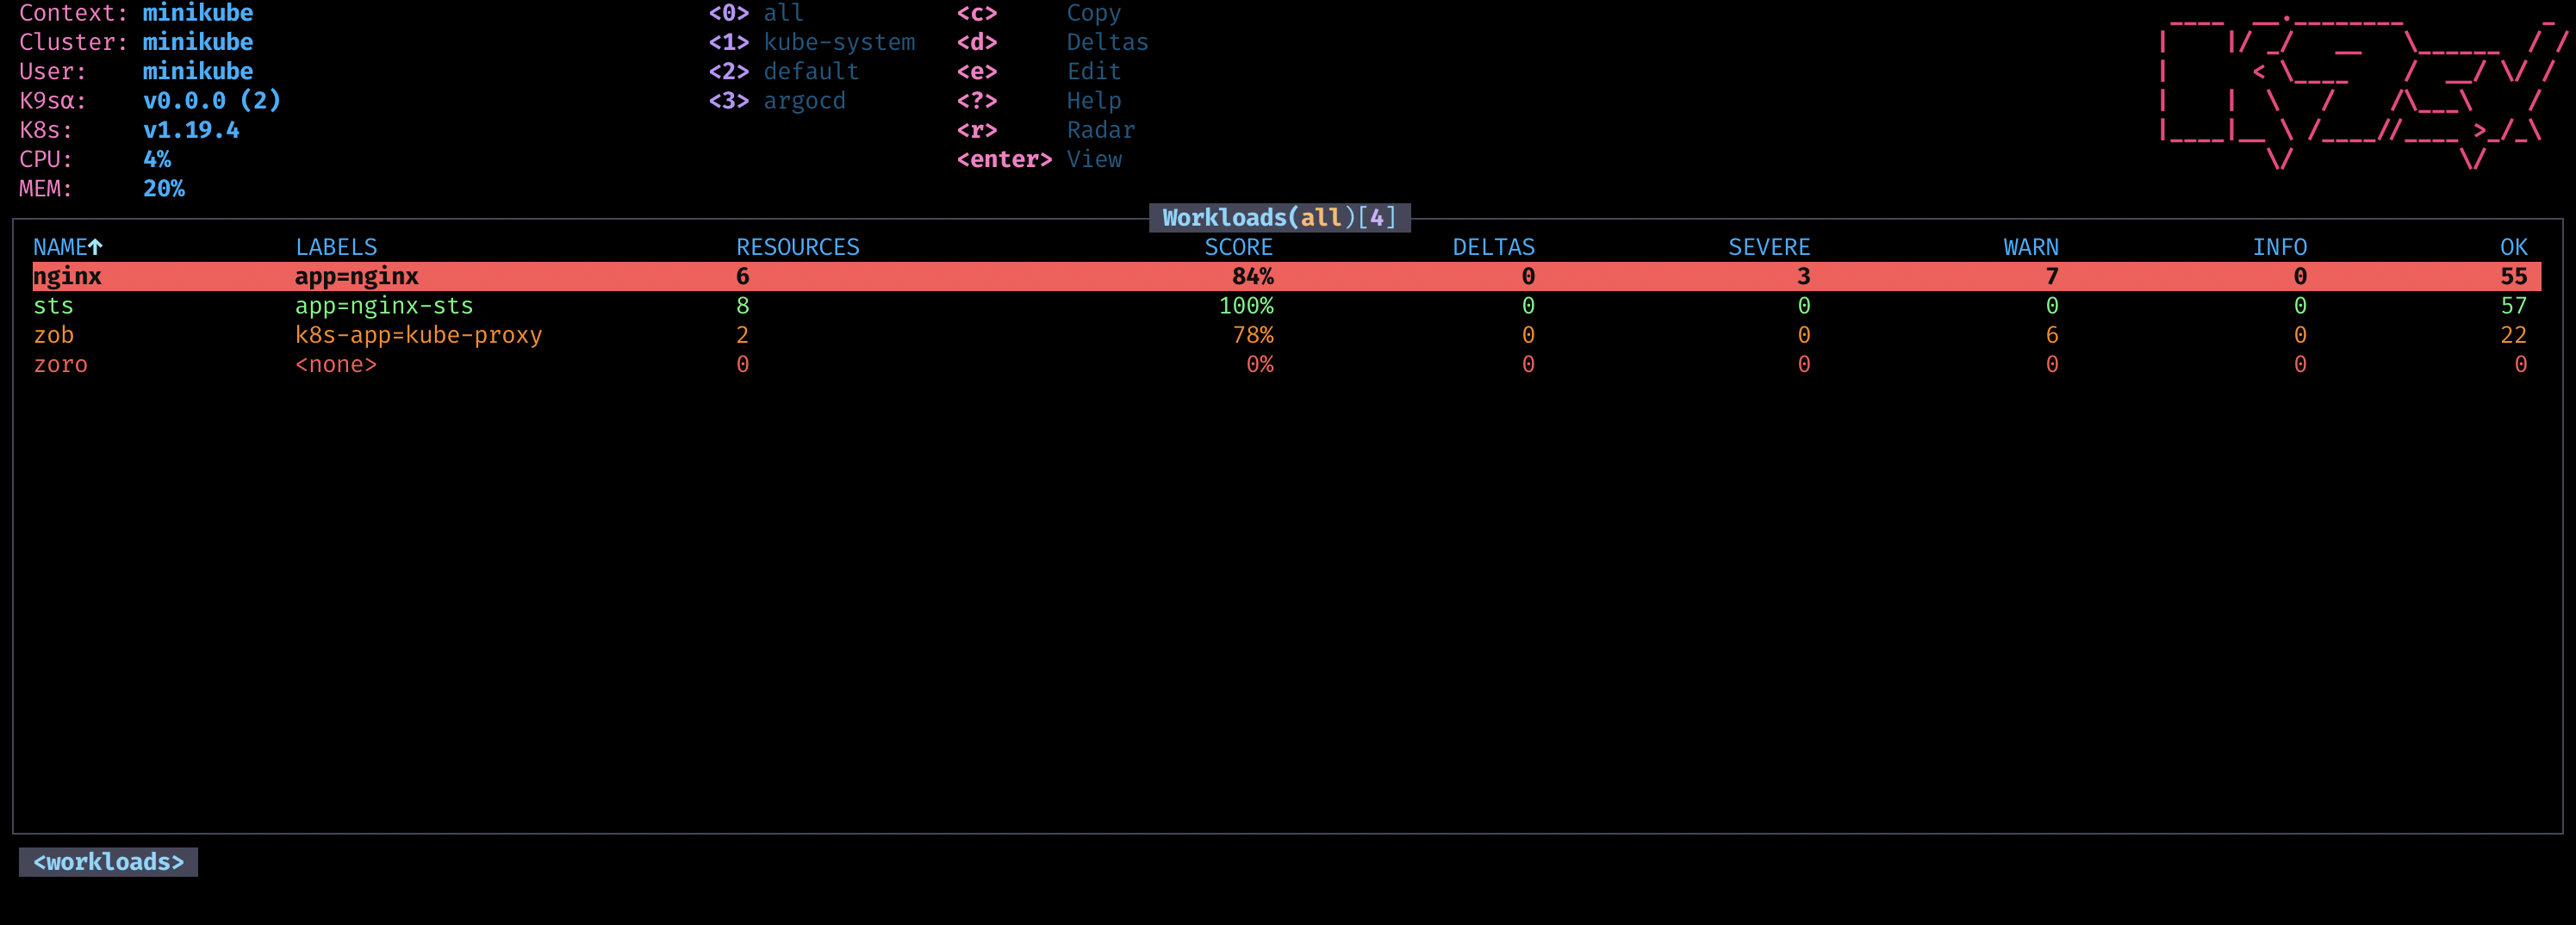 Context: minikube <0> all <c> Copy
Cluster: minikube <1> kube-system <d> Deltas
User: minikube <2> default <e> Edit
K9sα: v0.0.0 (2) <3> argocd <?> Help
K8s: v1.19.4 <r> Radar
CPU: 4% <enter> View
MEM: 20%
Workloads(all)[4]
NAME↑ LABELS RESOURCES SCORE DELTAS SEVERE WARN INFO OK
nginx app=nginx 6 84% 0 3 7 0 55
sts app=nginx-sts 8 100% 0 0 0 0 57
zob k8s-app=kube-proxy 2 78% 0 0 6 0 22
zoro <none> 0 0% 0 0 0 0 0
<workloads>